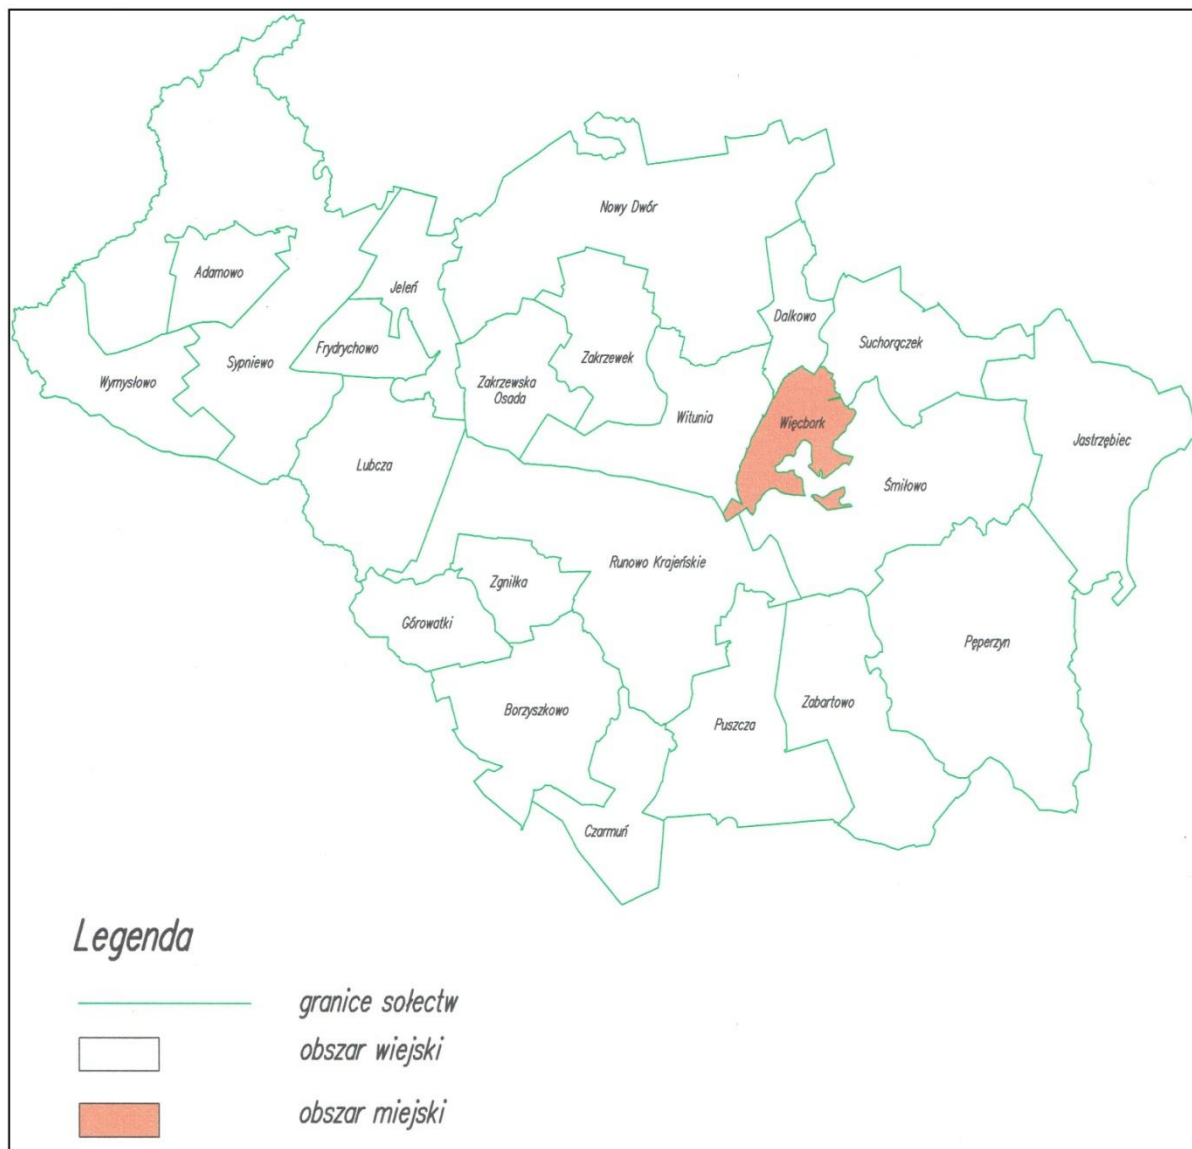 Nowy Dwór
Adamowo
Jeleń
Dalkowo
Suchorączek
Frydrychowo
Zakrzewek
Sypniewo
Wymysłowo
Zakrzewska
Osada
Witunia
Więcbork
Jastrzębiec
Lubcza
Śmiłowo
Runowo Krajeńskie
Zgniłka
Górowatki
Pęperzyn
Borzyszkowo
Zabartowo
Puszcza
Czarmuń
Legenda
granice sołectw
obszar wiejski
obszar miejski